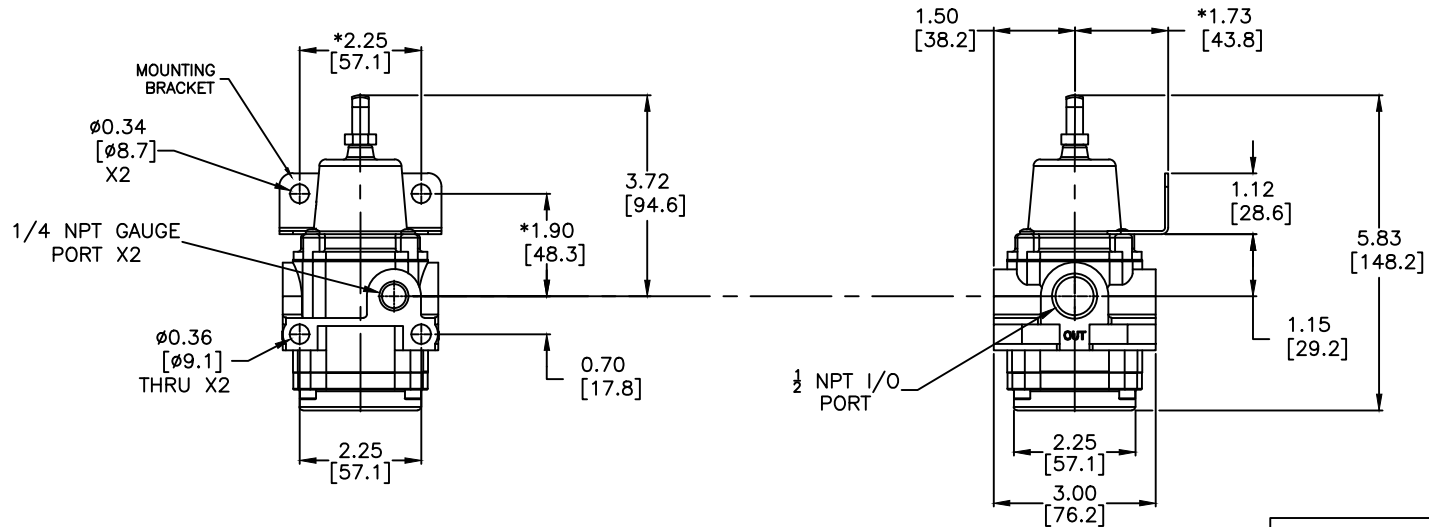 *2.25
[57.1]
MOUNTING
BRACKET
ø0.34
[ø8.7]
X2
1/4 NPT GAUGE
PORT X2
ø0.36
[ø9.1]
THRU X2
3.72
[94.6]
*1.90
[48.3]
0.70
[17.8]
2.25
[57.1]
1.50
[38.2]
*1.73
[43.8]
1.12
[28.6]
5.83
[148.2]
1.15
[29.2]
OUT
½ NPT I/O
PORT
2.25
[57.1]
3.00
[76.2]